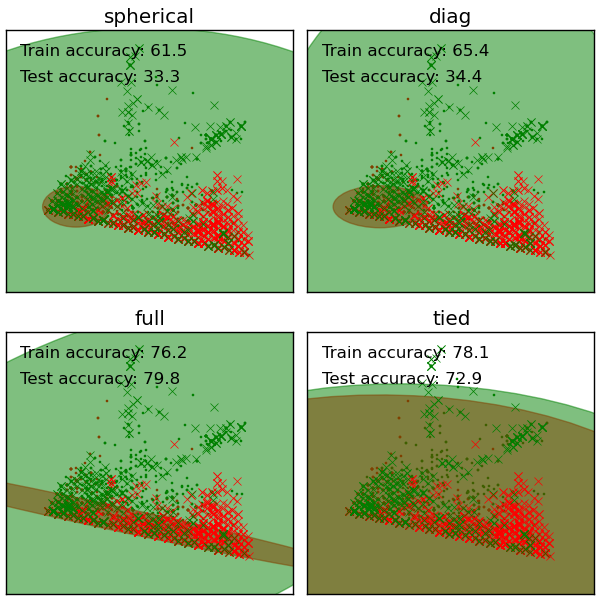 spherical
Train accuracy: 61.5
Test accuracy: 33.3
diag
Train accuracy: 65.4
Test accuracy: 34.4
full
Train accuracy: 76.2
Test accuracy: 79.8
tied
Train accuracy: 78.1
Test accuracy: 72.9